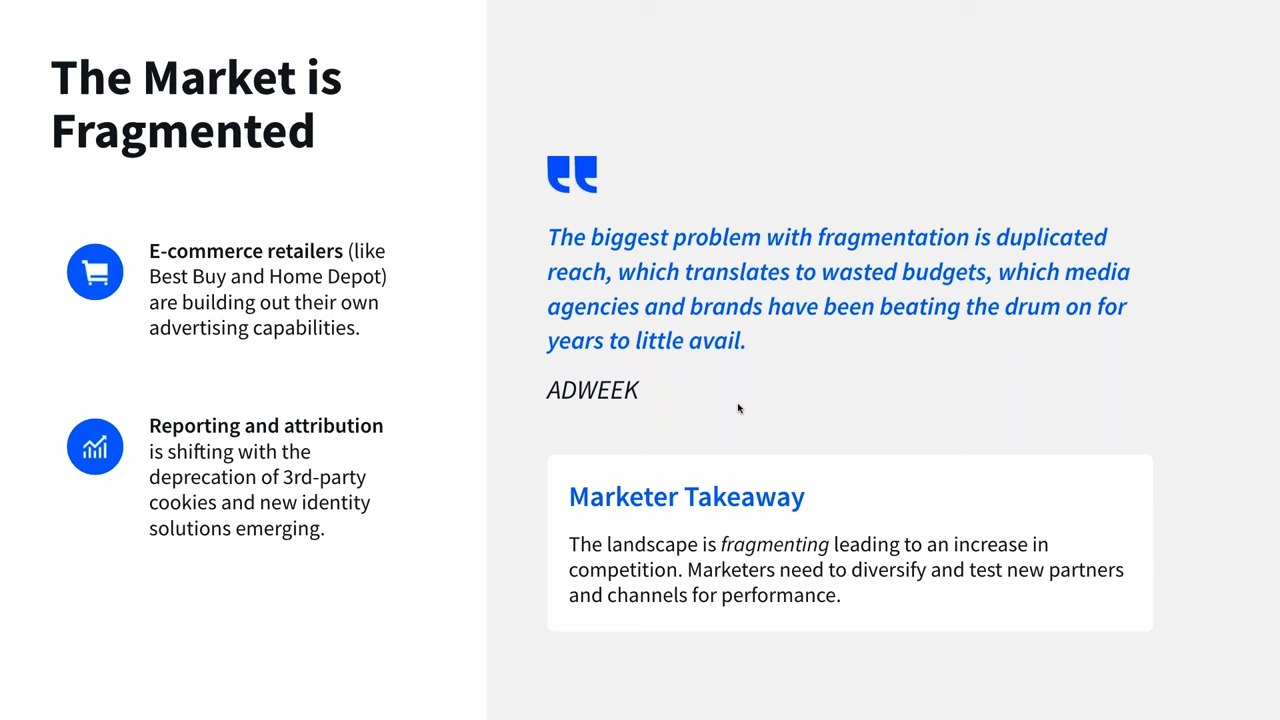 The Market is
Fragmented
E-commerce retailers (like
Best Buy and Home Depot)
are building out their own
advertising capabilities.
Reporting and attribution
is shifting with the
deprecation of 3rd-party
cookies and new identity
solutions emerging.
The biggest problem with fragmentation is duplicated
reach, which translates to wasted budgets, which media
agencies and brands have been beating the drum on for
years to little avail.
ADWEEK
Marketer Takeaway
The landscape is fragmenting leading to an increase in
competition. Marketers need to diversify and test new partners
and channels for performance.